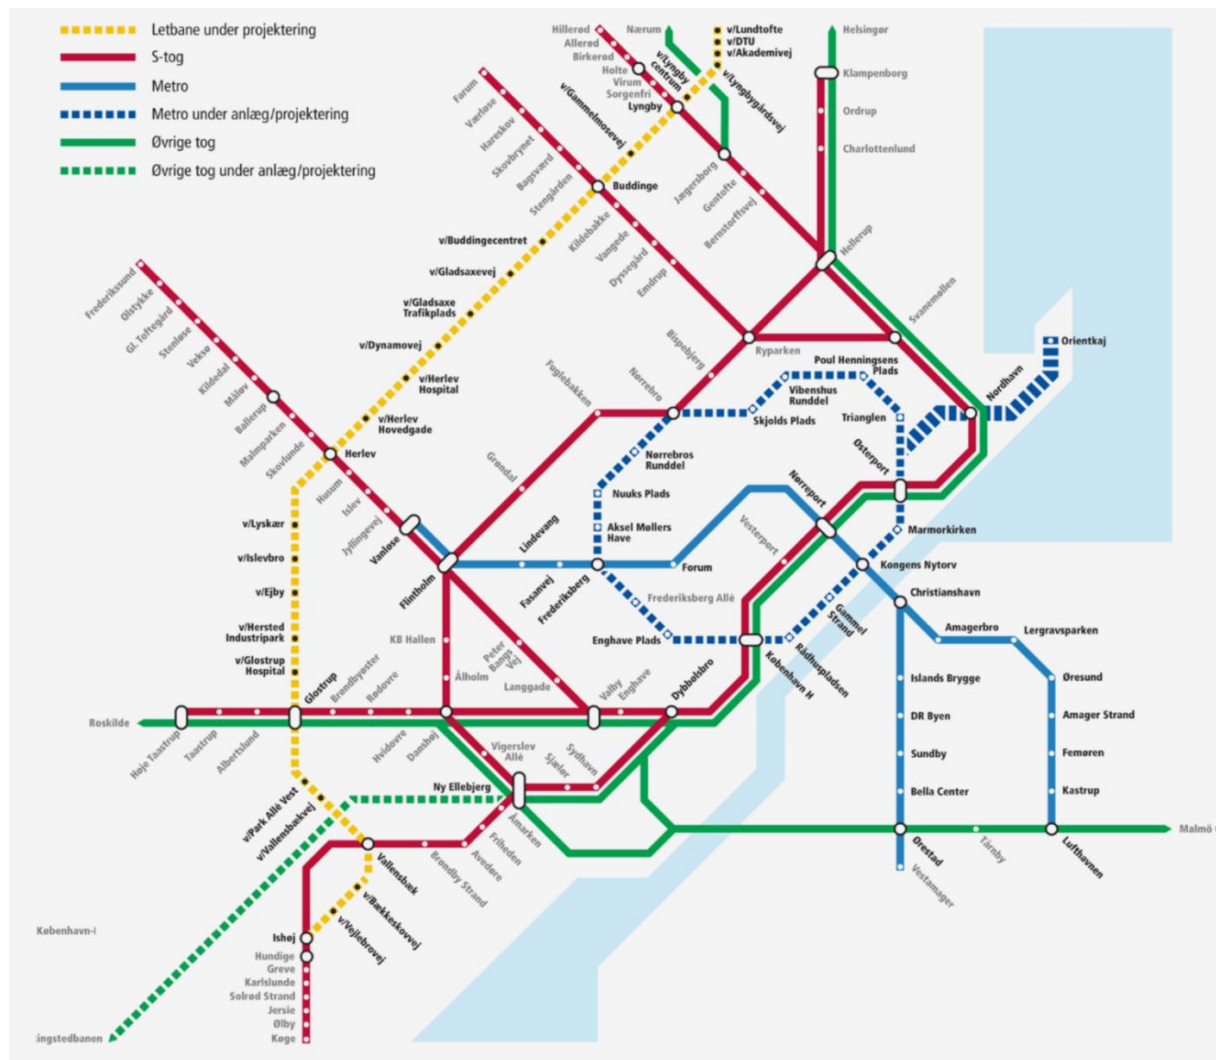 Letbane under projektering
S-tog
Metro
Metro under anlæg/projektering
Øvrige tog
Øvrige tog under anlæg/projektering
Hillerød
Allerød
Birkerød
Holte
Virum
Sorgenfri
Lyngby
Nærum
v/Lyngby
centrum
v/Lundtofte
v/DTU
v/Akademivej
v/Lyngbygårdsvej
Helsingør
Klampenborg
Ordrup
Charlottenlund
Hellerup
Svanemøllen
Jægersborg
Gentofte
Bernstorffsvej
Farum
Værløse
Hareskov
Skovbrynet
Bagsværd
Stengården
Buddinge
Kildebakke
Vangede
Dyssegård
Emdrup
v/Gammelmosevej
v/Buddingecentret
v/Gladsaxevej
v/Gladsaxe
Trafikplads
v/Dynamovej
v/Herlev
Hospital
v/Herlev
Hovedgade
Frederikssund
Ølstykke
Gl. Toftegård
Stenløse
Veksø
Kildedal
Måløv
Ballerup
Malmparken
Skovlunde
Herlev
Husum
Islev
Jyllingevej
Vanløse
Flintholm
Ryparken
Bispebjerg
Nørrebro
Fuglebakken
Grøndal
Poul Henningsens
Plads
Vibenshus
Runddel
Skjolds Plads
Trianglen
Østerport
Nordhavn
Orientkaj
Nørrebros
Runddel
Nuuks Plads
Aksel Møllers
Have
Lindevang
Fasanvej
Frederiksberg
Forum
Nørreport
Vesterport
Marmorkirken
Kongens Nytorv
Christianshavn
Frederiksberg Allé
Enghave Plads
Gammel
Strand
Rådhuspladsen
København H
Amagerbro
Lergravsparken
Øresund
Amager Strand
Femøren
Kastrup
Lufthavnen
Islands Brygge
DR Byen
Sundby
Bella Center
Ørestad
Vestamager
Tårnby
Malmö
v/Lyskær
v/Islevbro
v/Ejby
v/Hersted
Industripark
v/Glostrup
Hospital
KB Hallen
Ålholm
Peter
Bangs
Vej
Langgade
Valby
Enghave
Dybbølsbro
Roskilde
Høje Taastrup
Taastrup
Albertslund
Glostrup
Brøndbyøster
Rødovre
Hvidovre
Danshøj
Vigerslev
Allé
Sjælør
Sydhavn
Ny Ellebjerg
Åmarken
Friheden
Avedøre
Brøndby Strand
Vallensbæk
v/Park Allé Vest
v/Vallensbækvej
v/Bækkeskovvej
v/Vejlebrovej
Ishøj
Hundige
Greve
Karlslunde
Solrød Strand
Jersie
Ølby
Køge
København-
ingstedbanen